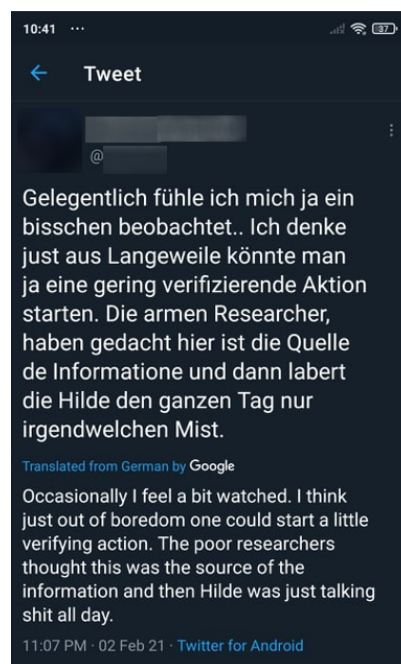 10:41 ...
37
Tweet
@
Gelegentlich fühle ich mich ja ein
bisschen beobachtet.. Ich denke
just aus Langeweile könnte man
ja eine gering verifizierende Aktion
starten. Die armen Researcher,
haben gedacht hier ist die Quelle
de Informatione und dann labert
die Hilde den ganzen Tag nur
irgendwelchen Mist.
Translated from German by Google
Occasionally I feel a bit watched. I think
just out of boredom one could start a little
verifying action. The poor researchers
thought this was the source of the
information and then Hilde was just talking
shit all day.
11:07 PM · 02 Feb 21 · Twitter for Android